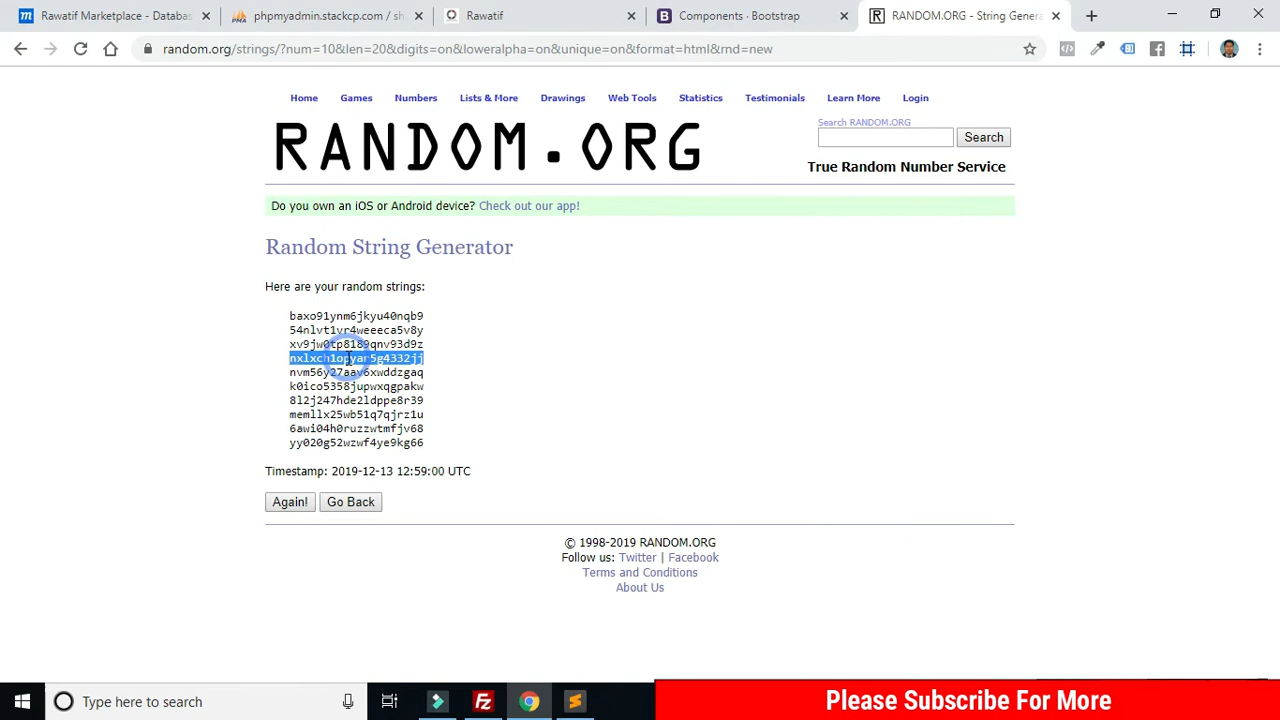 Rawatif Marketplace - Databas
phpmyadmin.stackcp.com / sh
Rawatif
Components · Bootstrap
RANDOM.ORG - String Genera
random.org/strings/?num=10&len=20&digits=on&loweralpha=on&unique=on&format=html&rnd=new
Home Games Numbers Lists & More Drawings Web Tools Statistics Testimonials Learn More Login
RANDOM.ORG
Search RANDOM.ORG
Search
True Random Number Service
Do you own an iOS or Android device? Check out our app!
Random String Generator
Here are your random strings:
baxo91ynm6jkyu40nqb9
54nlvt1vr4weeeca5v8y
xv9jw0tp8189qnv93d9z
nxlxch1opyar5g4332jj
nvm56y27aav6xwddzgaq
k0ico5358jupwxqgpakw
8l2j247hde2ldppe8r39
memllx25wb51q7qjrz1u
6awi04h0ruzzwtmfjv68
yy020g52wzwf4ye9kg66
Timestamp: 2019-12-13 12:59:00 UTC
Again! Go Back
© 1998-2019 RANDOM.ORG
Follow us: Twitter | Facebook
Terms and Conditions
About Us
Type here to search
Please Subscribe For More